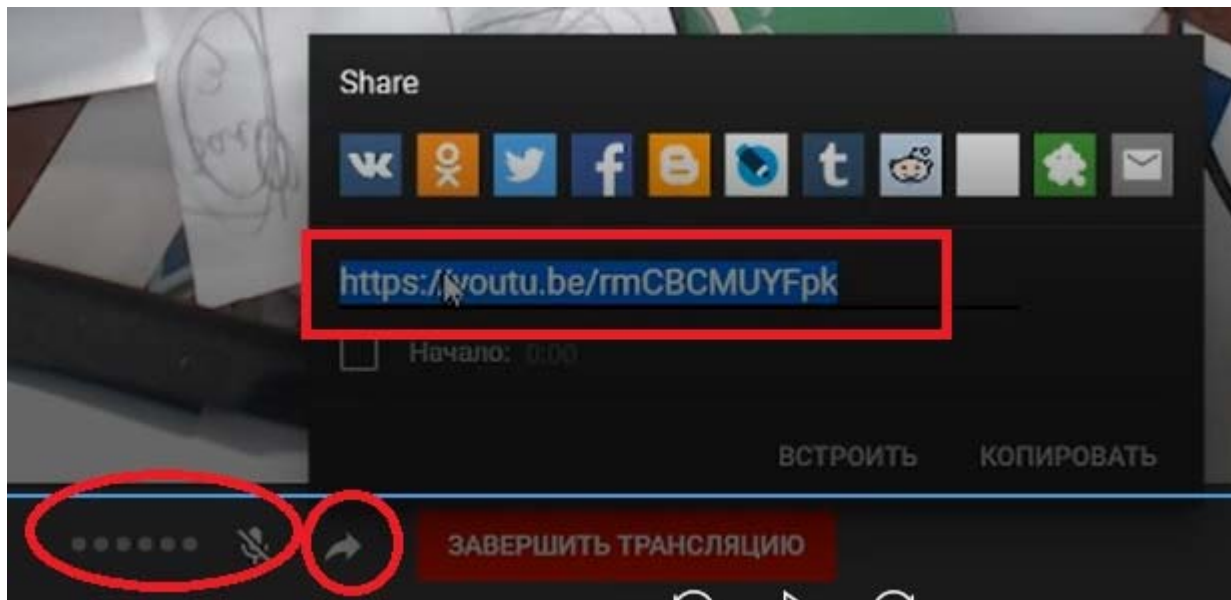 Share
https://youtu.be/rmCBCMUYFpk
Начало: 0:00
ВСТРОИТЬ КОПИРОВАТЬ
ЗАВЕРШИТЬ ТРАНСЛЯЦИЮ